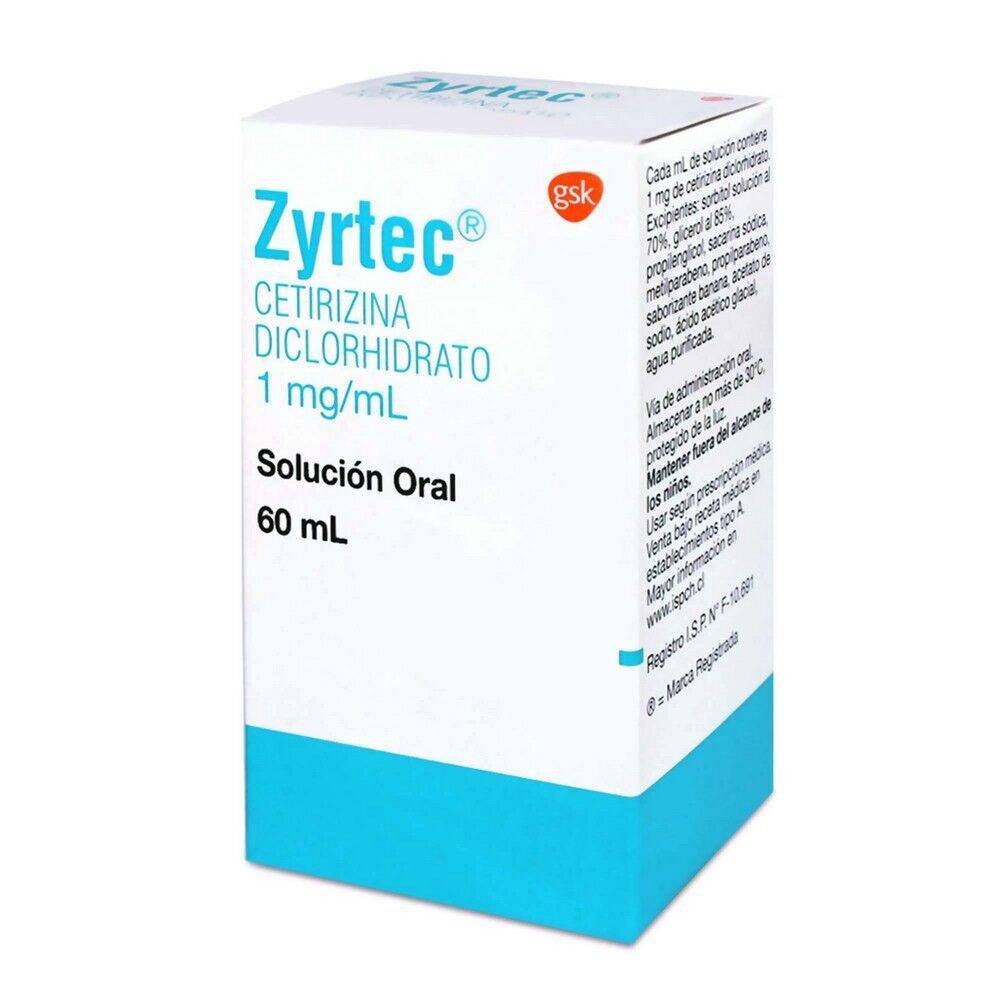 Zyrtec®
CETIRIZINA
Zyrtec®
gsk
CETIRIZINA
DICLORHIDRATO
1 mg/mL
Solución Oral
60 mL
Cada mL de solución contiene
1 mg de cetirizina diclorhidrato.
Excipientes: sorbitol solución al
70%, glicerol al 85%,
propilenglicol, sacarina sódica,
metilparabeno, propilparabeno,
saborizante banana, acetato de
sodio, ácido acético glacial,
agua purificada.
Vía de administración oral.
Almacenar a no más de 30°C,
protegido de la luz.
Mantener fuera del alcance de
los niños.
Usar según prescripción médica.
Venta bajo receta médica en
establecimientos tipo A.
Mayor información en
www.ispch.cl
Registro I.S.P. N° F-10.691
® = Marca Registrada